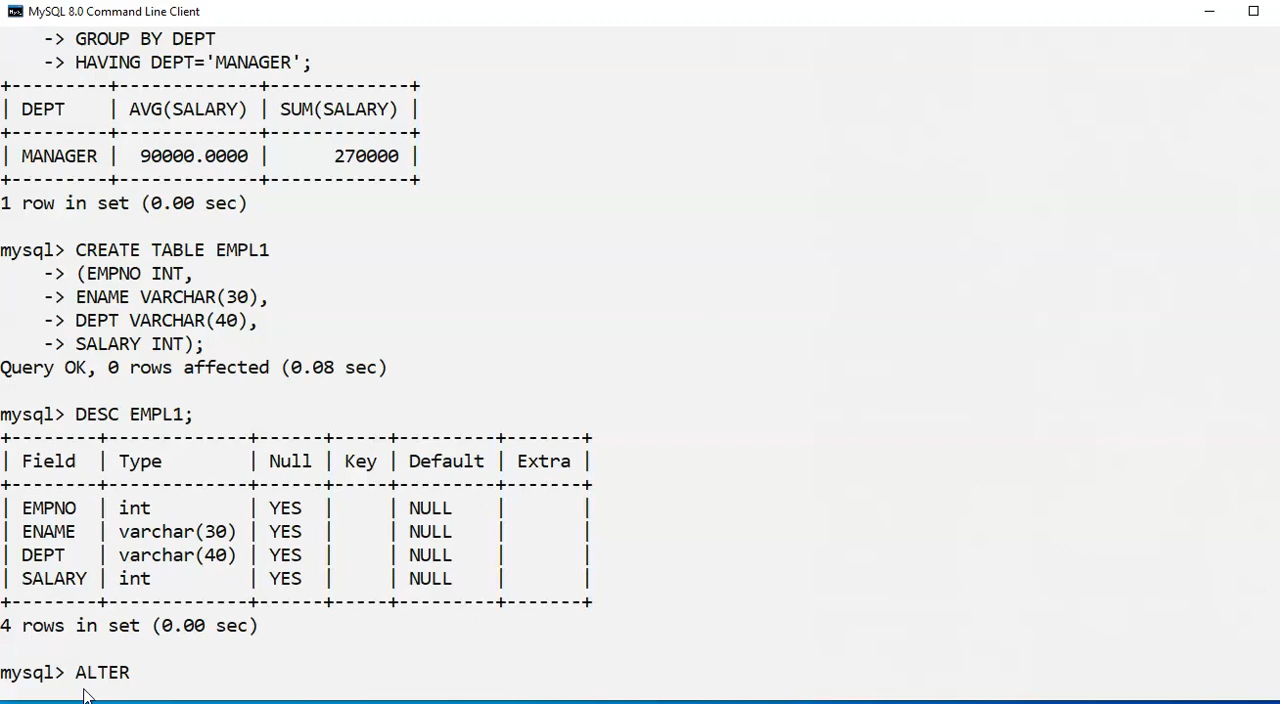 MySQL 8.0 Command Line Client
    -> GROUP BY DEPT
    -> HAVING DEPT='MANAGER';
+---------+-------------+-------------+
| DEPT    | AVG(SALARY) | SUM(SALARY) |
+---------+-------------+-------------+
| MANAGER |  90000.0000 |      270000 |
+---------+-------------+-------------+
1 row in set (0.00 sec)
mysql> CREATE TABLE EMPL1
    -> (EMPNO INT,
    -> ENAME VARCHAR(30),
    -> DEPT VARCHAR(40),
    -> SALARY INT);
Query OK, 0 rows affected (0.08 sec)
mysql> DESC EMPL1;
+--------+-------------+------+-----+---------+-------+
| Field  | Type        | Null | Key | Default | Extra |
+--------+-------------+------+-----+---------+-------+
| EMPNO  | int         | YES  |     | NULL    |       |
| ENAME  | varchar(30) | YES  |     | NULL    |       |
| DEPT   | varchar(40) | YES  |     | NULL    |       |
| SALARY | int         | YES  |     | NULL    |       |
+--------+-------------+------+-----+---------+-------+
4 rows in set (0.00 sec)
mysql> ALTER